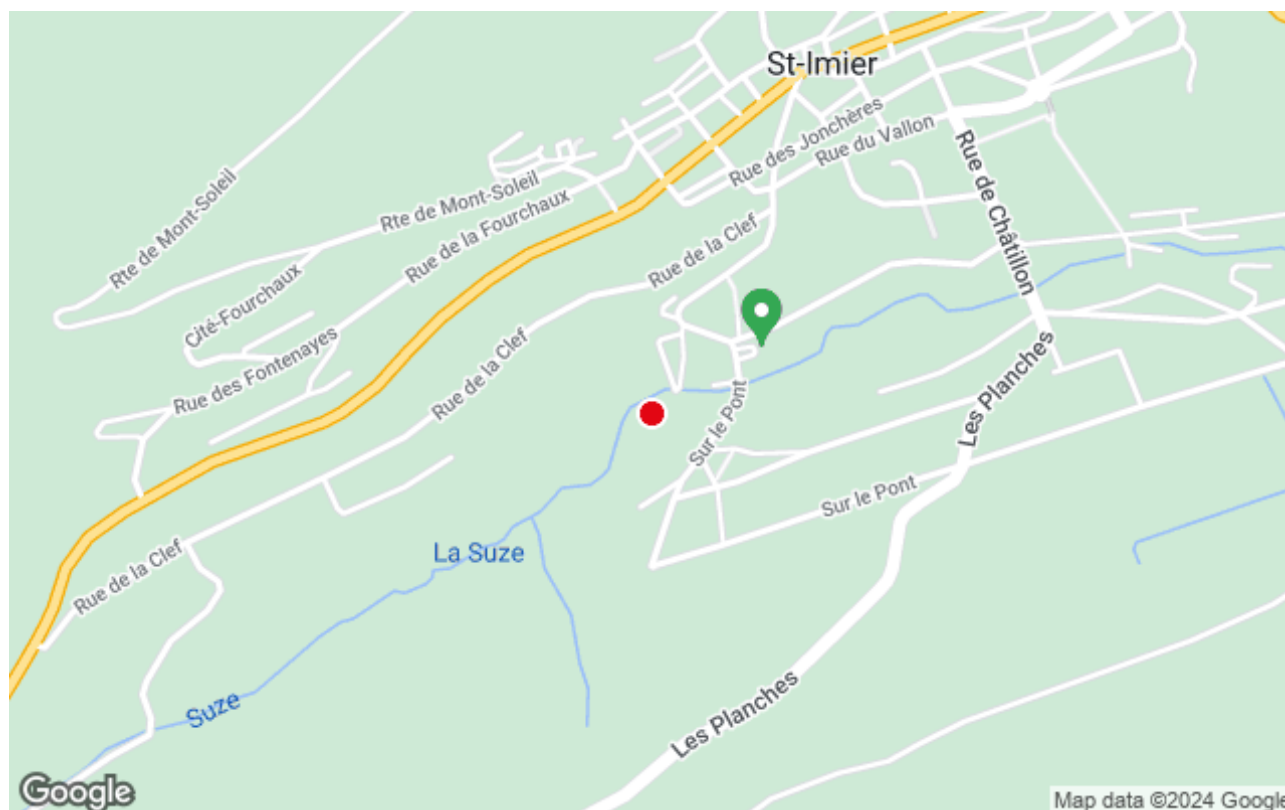 St-Imier
Rue des Jonchères
Rue du Vallon
Rue de Châtillon
Rte de Mont-Soleil
Rte de Mont-Soleil
Rue de la Fourchaux
Rue de la Clef
Cité-Fourchaux
Rue des Fontenayes
Rue de la Clef
Les Planches
Sur le Pont
Sur le Pont
La Suze
Rue de la Clef
Suze
Les Planches
Google
Map data ©2024 Google